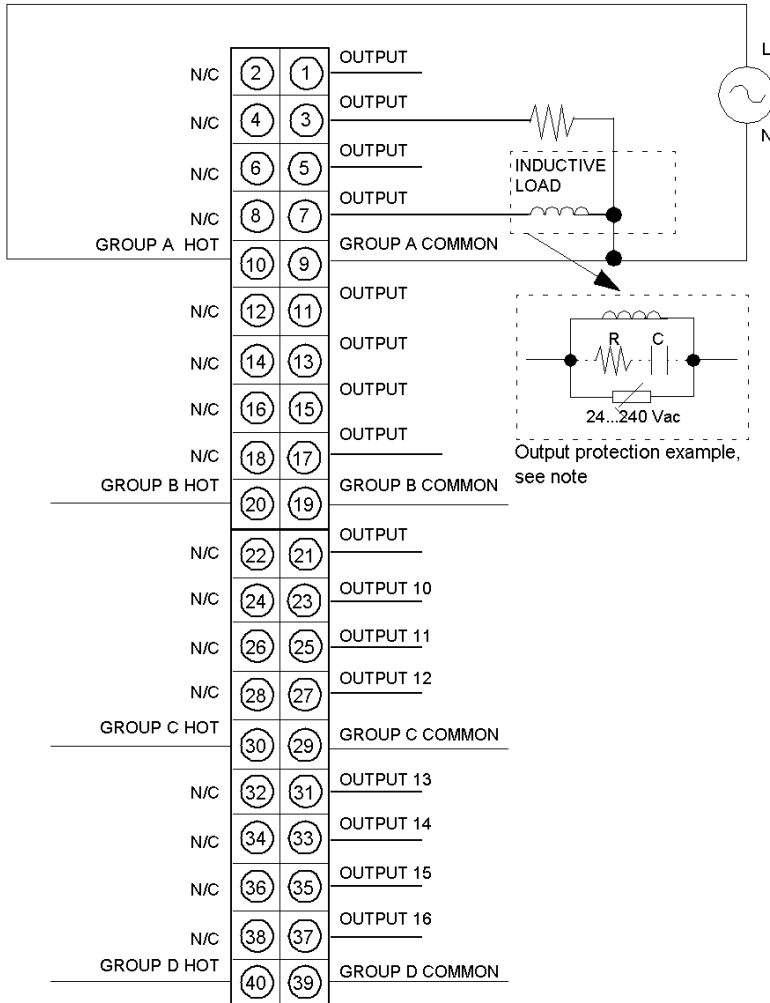 L
OUTPUT
N/C 2 1
OUTPUT
N/C 4 3
OUTPUT
N/C 6 5
INDUCTIVE
LOAD
OUTPUT
N/C 8 7
N
GROUP A HOT GROUP A COMMON
10 9
OUTPUT
N/C 12 11
R C
OUTPUT
N/C 14 13
OUTPUT
N/C 16 15
24...240 Vac
OUTPUT
N/C 18 17
Output protection example,
see note
GROUP B HOT GROUP B COMMON
20 19
OUTPUT
N/C 22 21
OUTPUT 10
N/C 24 23
OUTPUT 11
N/C 26 25
OUTPUT 12
N/C 28 27
GROUP C HOT GROUP C COMMON
30 29
OUTPUT 13
N/C 32 31
OUTPUT 14
N/C 34 33
OUTPUT 15
N/C 36 35
OUTPUT 16
N/C 38 37
GROUP D HOT GROUP D COMMON
40 39